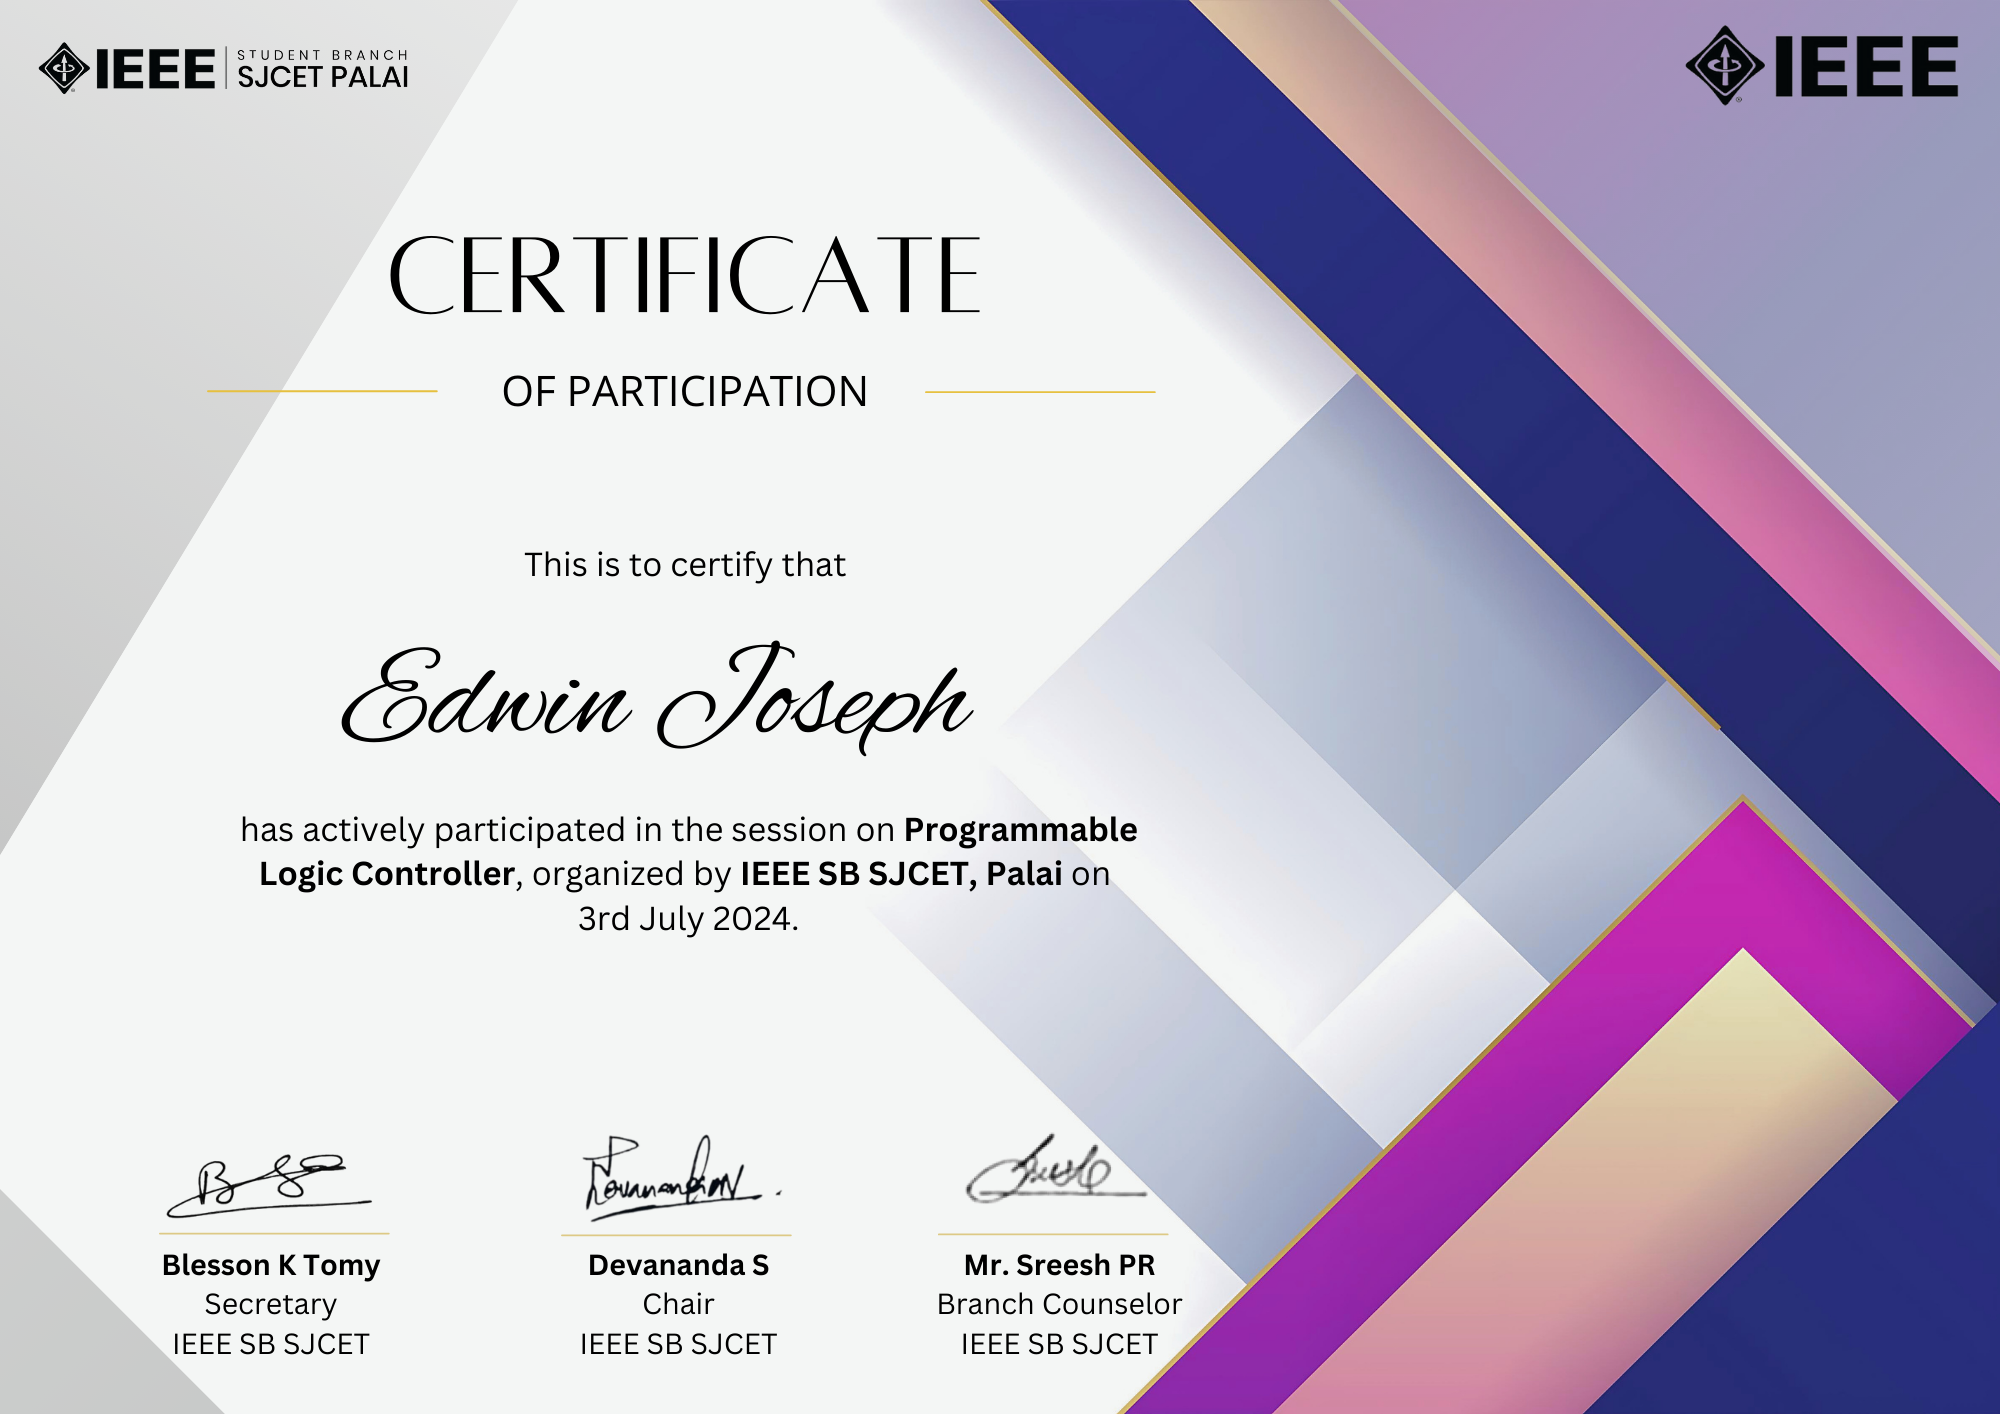 IEEE STUDENT BRANCH
SJCET PALAI
IEEE
CERTIFICATE
OF PARTICIPATION
This is to certify that
Edwin Joseph
has actively participated in the session on Programmable
Logic Controller, organized by IEEE SB SJCET, Palai on
3rd July 2024.
Blesson K Tomy
Secretary
IEEE SB SJCET
Devananda S
Chair
IEEE SB SJCET
Mr. Sreesh PR
Branch Counselor
IEEE SB SJCET